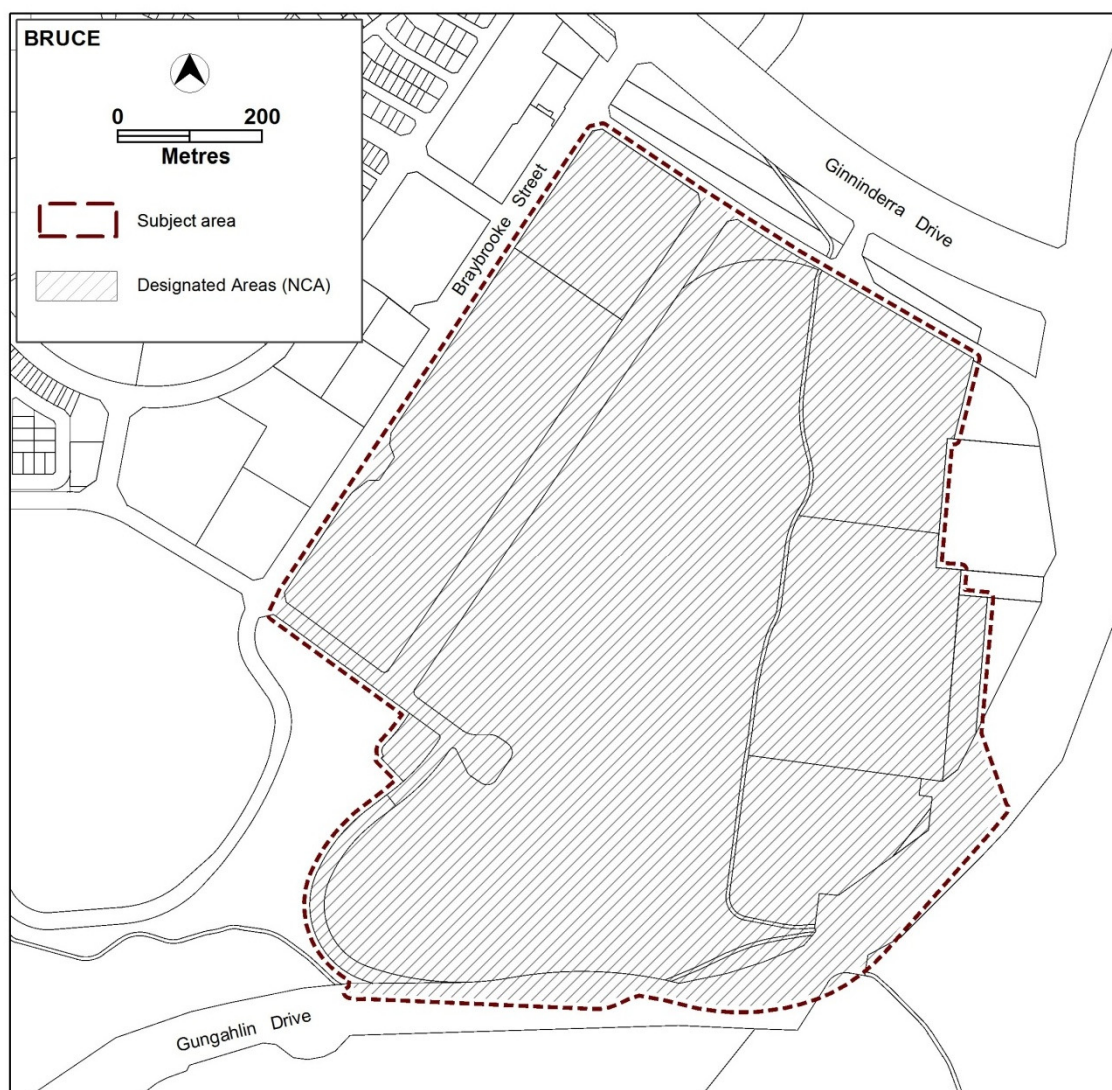 BRUCE
0 200
Metres
Subject area
Designated Areas (NCA)
Braybrooke Street
Ginninderra Drive
Gungahlin Drive